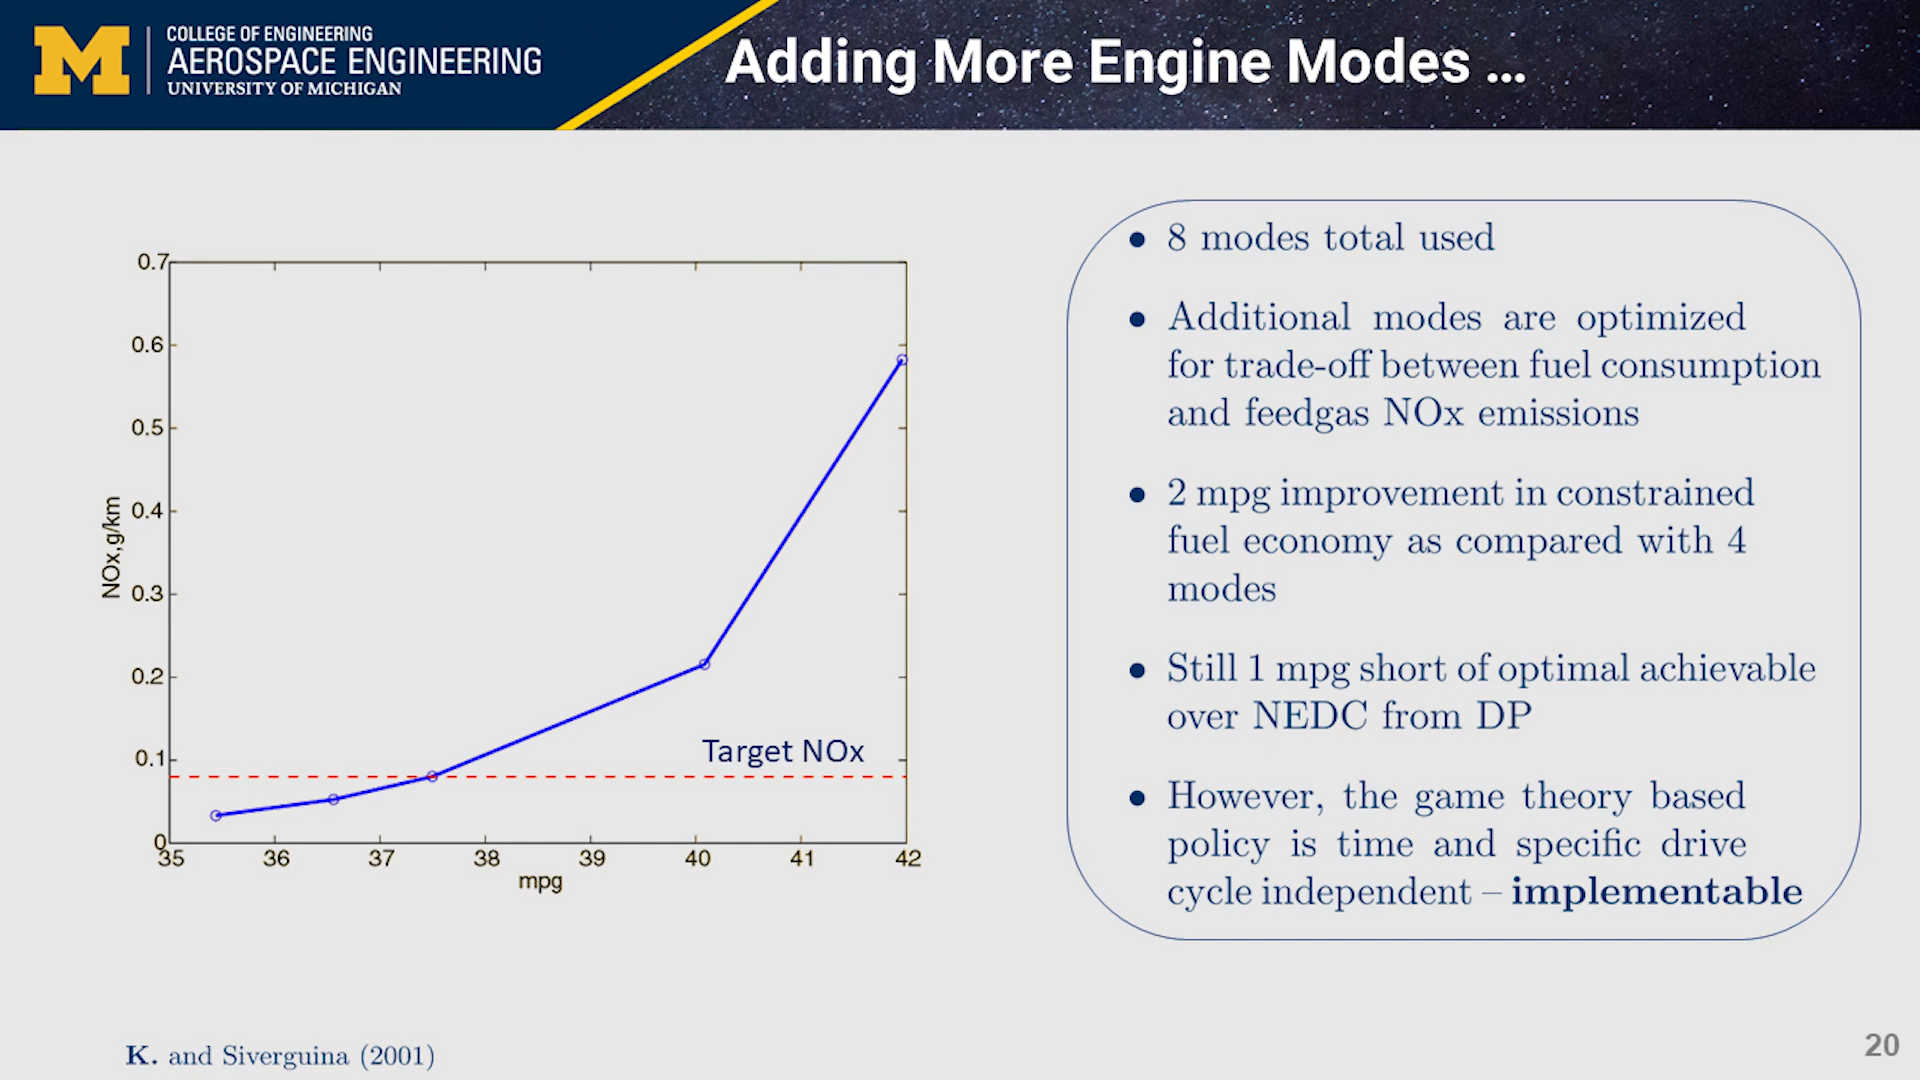 COLLEGE OF ENGINEERING
AEROSPACE ENGINEERING
UNIVERSITY OF MICHIGAN
Adding More Engine Modes ...
0.7
0.6
0.5
0.4
0.3
0.2
0.1
0
NOx,g/km
Target NOx
35 36 37 38 39 40 41 42
mpg
• 8 modes total used
• Additional modes are optimized
for trade-off between fuel consumption
and feedgas NOx emissions
• 2 mpg improvement in constrained
fuel economy as compared with 4
modes
• Still 1 mpg short of optimal achievable
over NEDC from DP
• However, the game theory based
policy is time and specific drive
cycle independent – implementable
K. and Siverguina (2001)
20